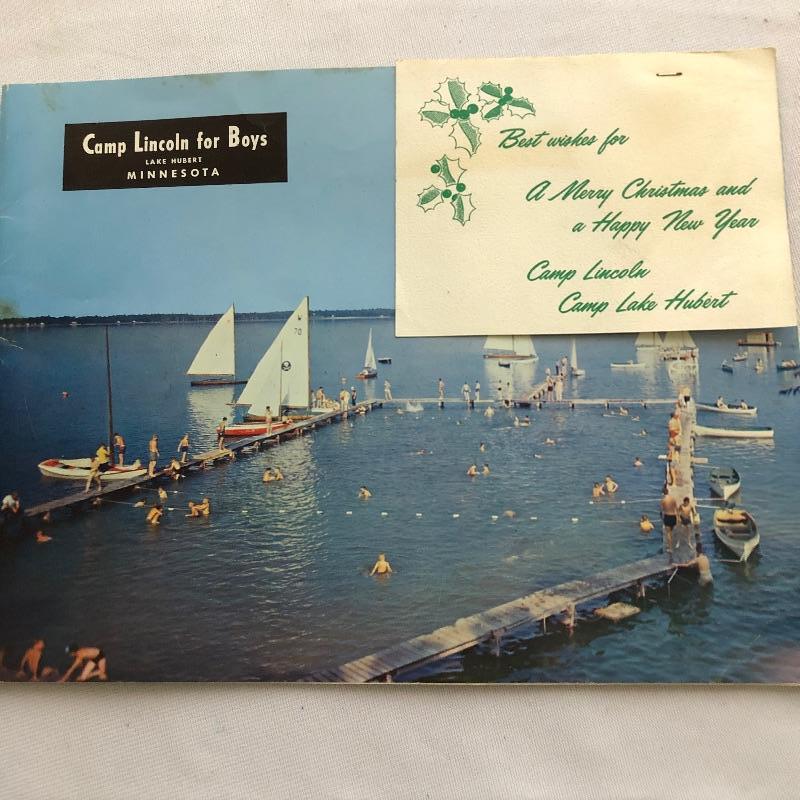 Camp Lincoln for Boys
LAKE HUBERT
MINNESOTA
Best wishes for
A Merry Christmas and
a Happy New Year
Camp Lincoln
Camp Lake Hubert
70